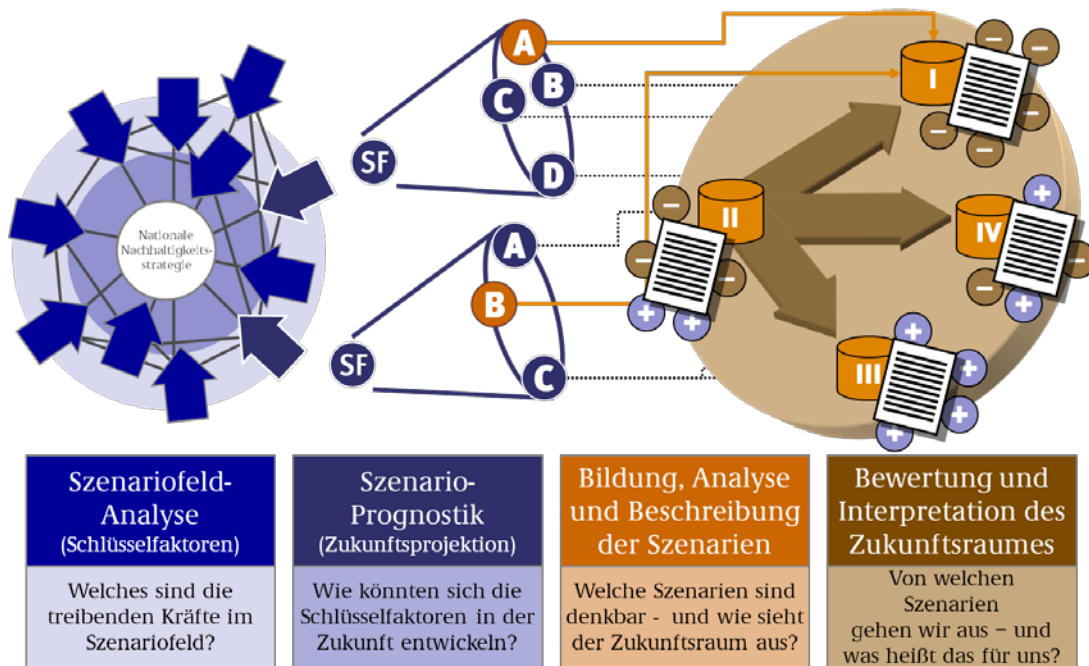 Nationale
Nachhaltigkeits-
strategie
SF
A
B
C
D
SF
A
B
C
I
II
III
IV
Szenariofeld-
Analyse
(Schlüsselfaktoren)
Welches sind die
treibenden Kräfte im
Szenariofeld?
Szenario-
Prognostik
(Zukunftsprojektion)
Wie könnten sich die
Schlüsselfaktoren in der
Zukunft entwickeln?
Bildung, Analyse
und Beschreibung
der Szenarien
Welche Szenarien sind
denkbar - und wie sieht
der Zukunftsraum aus?
Bewertung und
Interpretation des
Zukunftsraumes
Von welchen
Szenarien
gehen wir aus – und
was heißt das für uns?